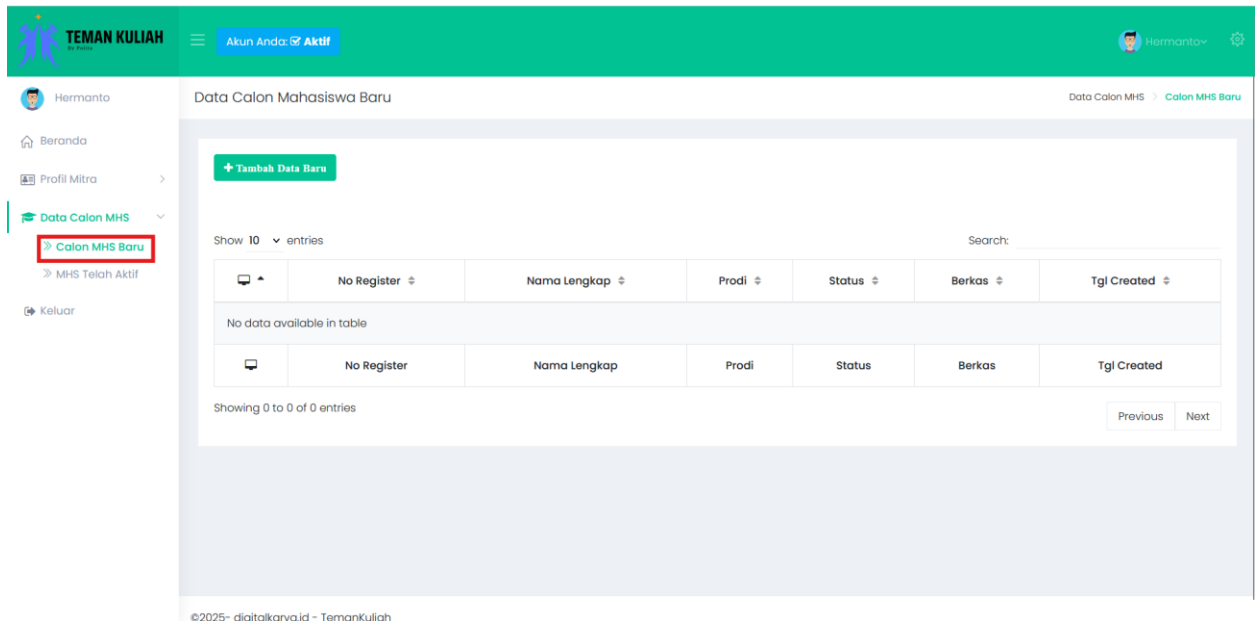 TEMAN KULIAH
Akun Anda: Aktif
Hermanto
Hermanto
Data Calon Mahasiswa Baru
Data Calon MHS > Calon MHS Baru
Beranda
Profil Mitra
Data Calon MHS
Calon MHS Baru
MHS Telah Aktif
Keluar
+ Tambah Data Baru
Show 10 entries
Search:
No Register Nama Lengkap Prodi Status Berkas Tgl Created
No data available in table
No Register Nama Lengkap Prodi Status Berkas Tgl Created
Showing 0 to 0 of 0 entries
Previous Next
©2025- digitalkarya.id - TemanKuliah